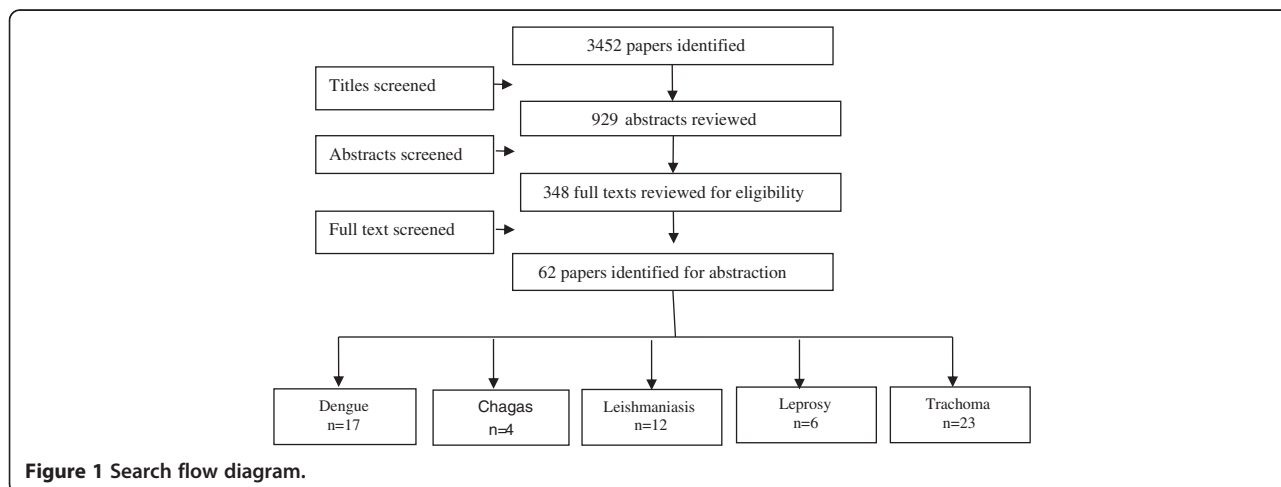 3452 papers identified
Titles screened
929 abstracts reviewed
Abstracts screened
348 full texts reviewed for eligibility
Full text screened
62 papers identified for abstraction
Dengue
n=17
Chagas
n=4
Leishmaniasis
n=12
Leprosy
n=6
Trachoma
n=23
Figure 1 Search flow diagram.